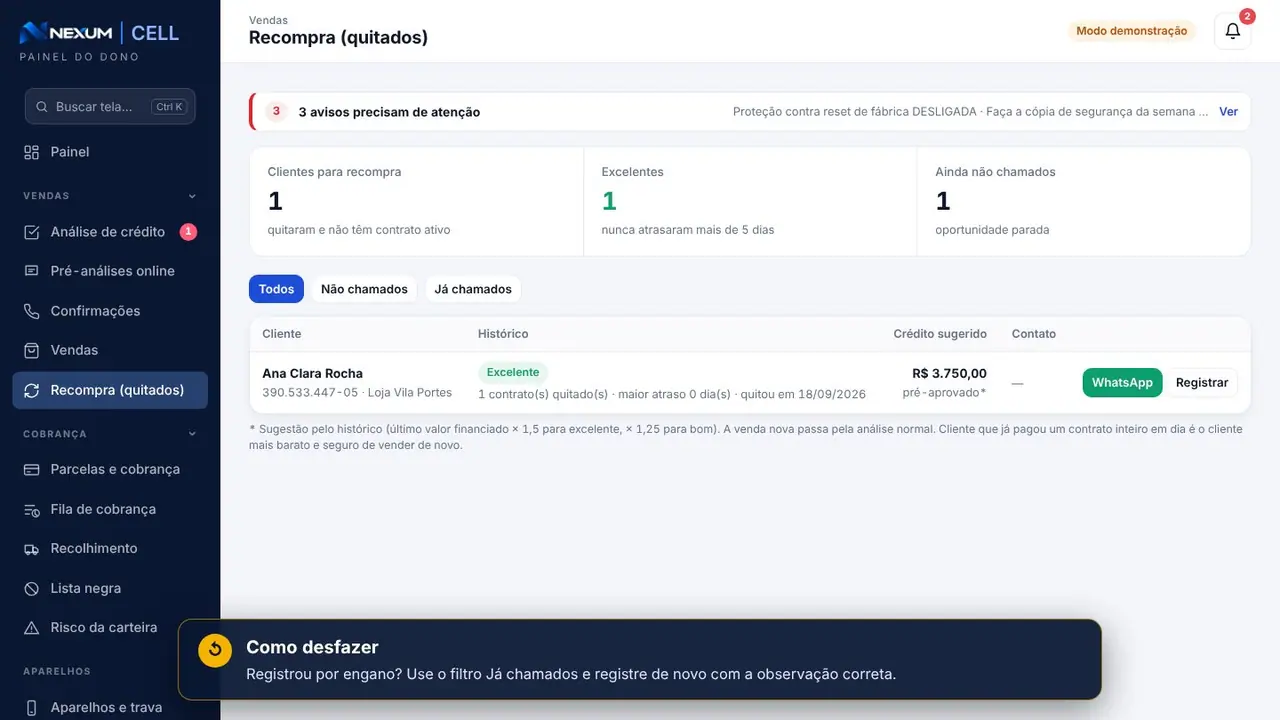 NEXUM | CELL
PAINEL DO DONO
Buscar tela... Ctrl K
Painel
VENDAS
Análise de crédito 1
Pré-análises online
Confirmações
Vendas
Recompra (quitados)
COBRANÇA
Parcelas e cobrança
Fila de cobrança
Recolhimento
Lista negra
Risco da carteira
APARELHOS
Aparelhos e trava
Vendas
Recompra (quitados)
Modo demonstração
2
3 3 avisos precisam de atenção Proteção contra reset de fábrica DESLIGADA · Faça a cópia de segurança da semana ... Ver
Clientes para recompra
1
quitaram e não têm contrato ativo
Excelentes
1
nunca atrasaram mais de 5 dias
Ainda não chamados
1
oportunidade parada
Todos Não chamados Já chamados
Cliente Histórico Crédito sugerido Contato
Ana Clara Rocha
390.533.447-05 · Loja Vila Portes
Excelente
1 contrato(s) quitado(s) · maior atraso 0 dia(s) · quitou em 18/09/2026
R$ 3.750,00
pré-aprovado*
—
WhatsApp Registrar
* Sugestão pelo histórico (último valor financiado × 1,5 para excelente, × 1,25 para bom). A venda nova passa pela análise normal. Cliente que já pagou um contrato inteiro em dia é o cliente
mais barato e seguro de vender de novo.
Como desfazer
Registrou por engano? Use o filtro Já chamados e registre de novo com a observação correta.